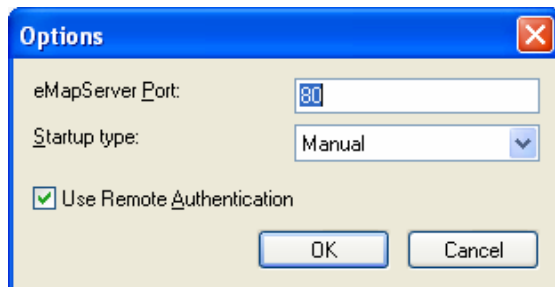 Options
eMapServer Port: 80
Startup type: Manual
Use Remote Authentication
OK Cancel